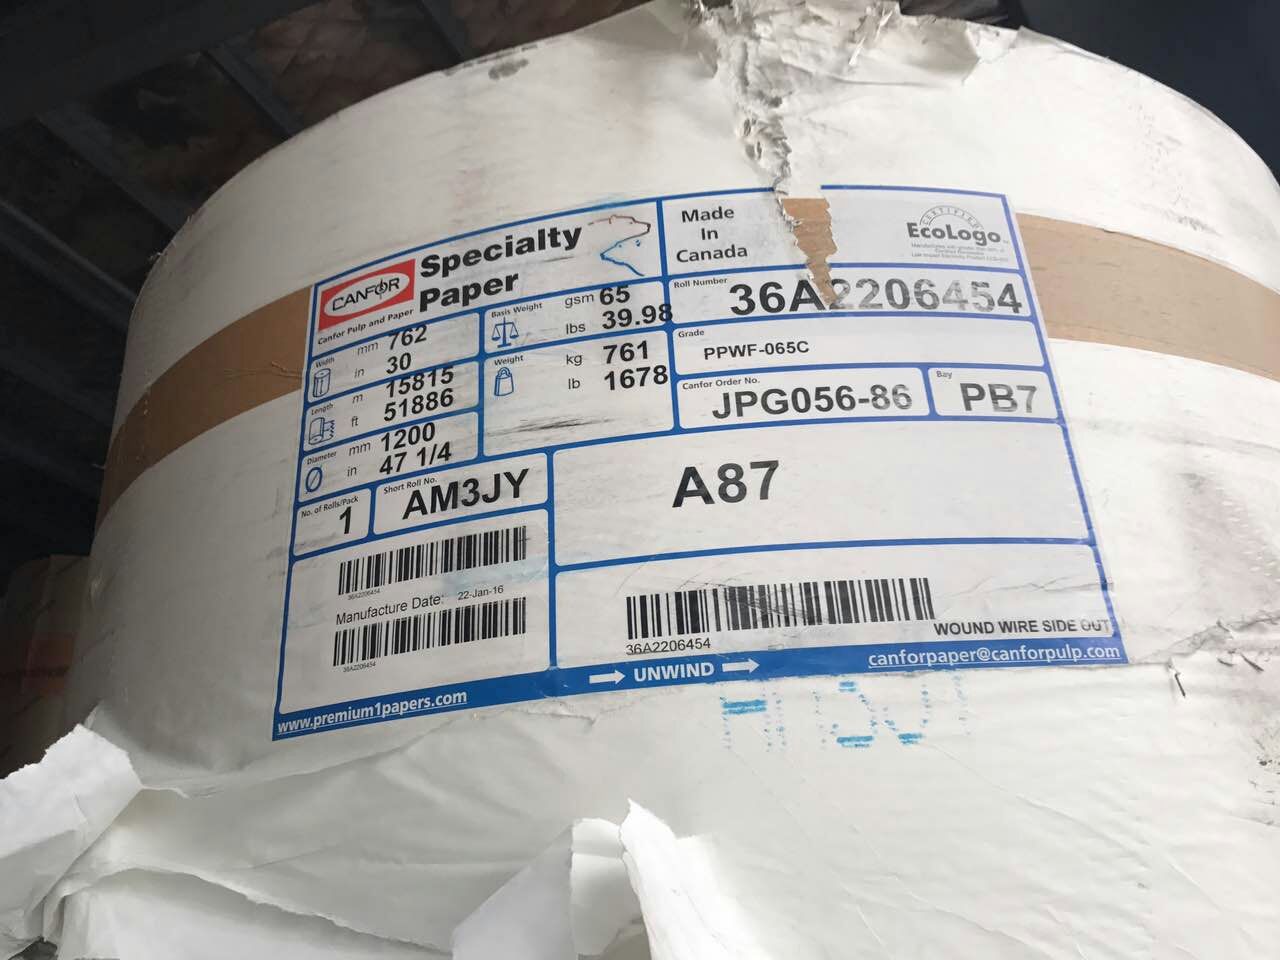 CANFOR
Canfor Pulp and Paper
Specialty
Paper
Made
In
Canada
CERTIFIED
EcoLogo
Roll Number
36A2206454
Width
mm 762
in 30
Basis Weight
gsm 65
lbs 39.98
Grade
PPWF-065C
Length
m 15815
ft 51886
Weight
kg 761
lb 1678
Canfor Order No.
JPG056-86
Bay
PB7
Diameter
mm 1200
in 47 1/4
No. of Rolls/Pack
1
Short Roll No.
AM3JY
A87
36A2206454
Manufacture Date: 22-Jan-16
36A2206454
36A2206454
WOUND WIRE SIDE OUT
www.premium1papers.com
UNWIND
canforpaper@canforpulp.com